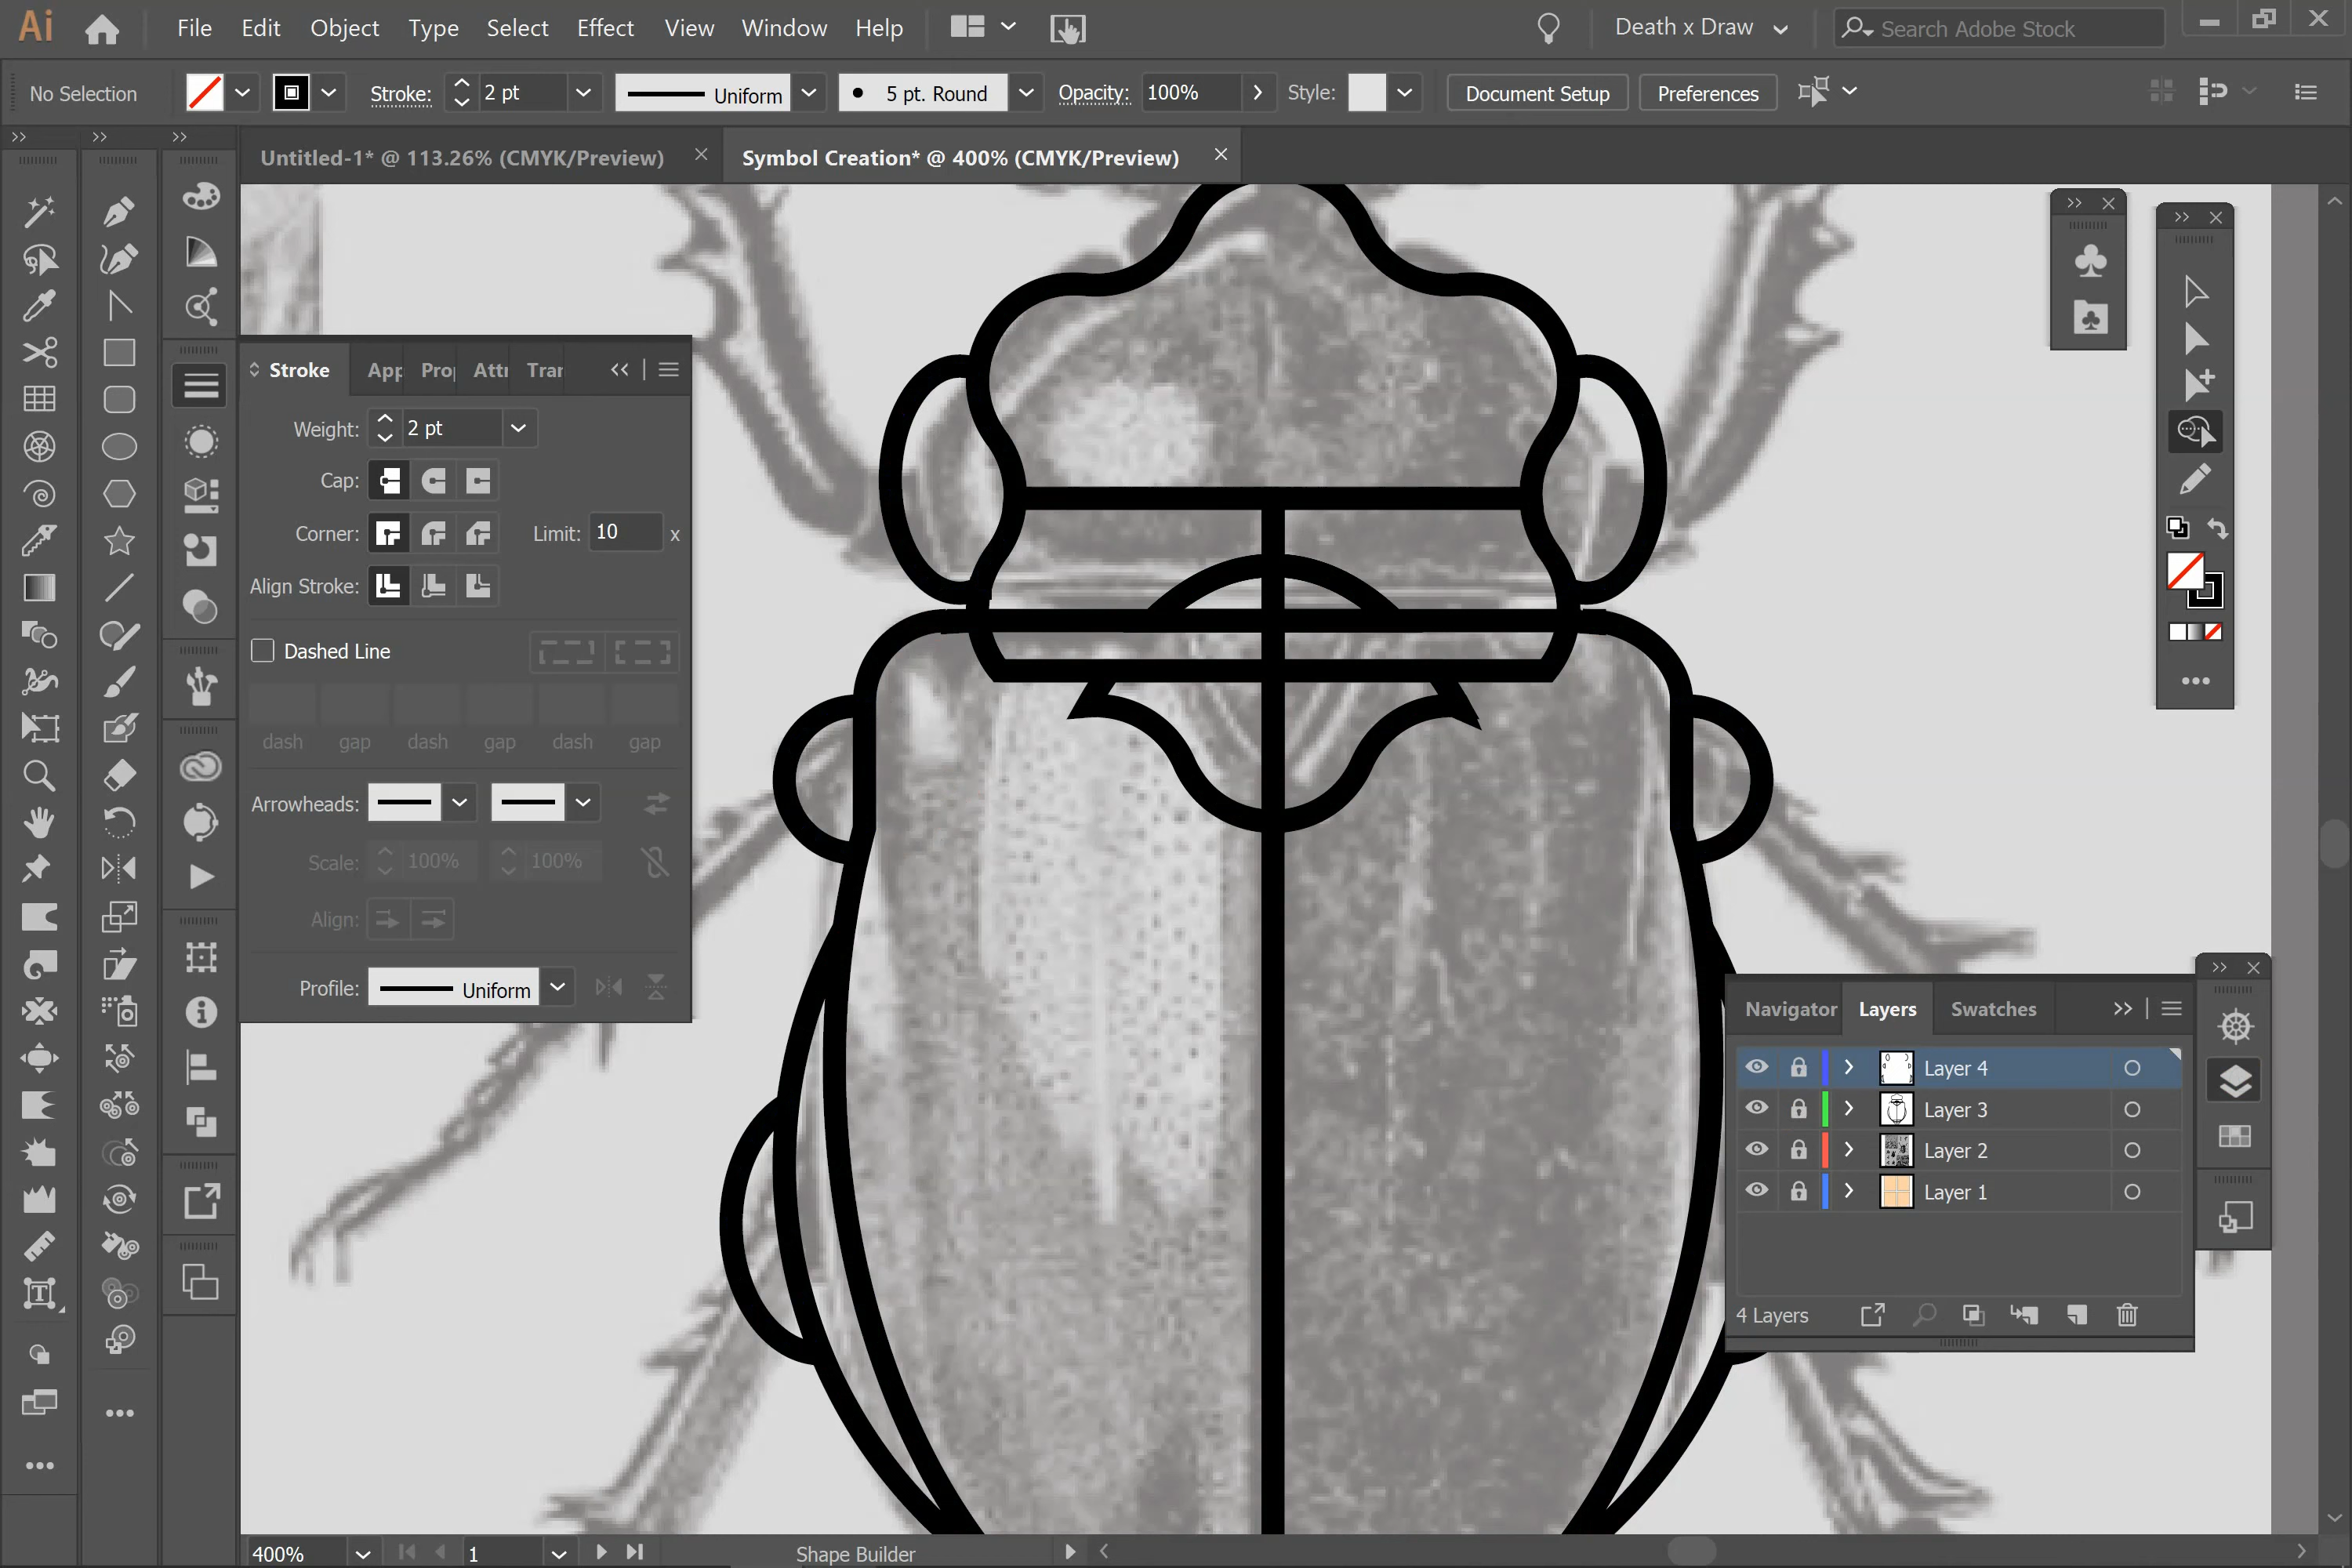 Ai File Edit Object Type Select Effect View Window Help Death x Draw Search Adobe Stock
No Selection Stroke: 2 pt Uniform 5 pt. Round Opacity: 100% Style: Document Setup Preferences
Untitled-1* @ 113.26% (CMYK/Preview) Symbol Creation* @ 400% (CMYK/Preview)
Stroke App Pro Attr Trar
Weight: 2 pt
Cap:
Corner: Limit: 10 x
Align Stroke:
Dashed Line
dash gap dash gap dash gap
Arrowheads:
Scale: 100% 100%
Align:
Profile: Uniform
Navigator Layers Swatches
Layer 4
Layer 3
Layer 2
Layer 1
4 Layers
400% 1 Shape Builder